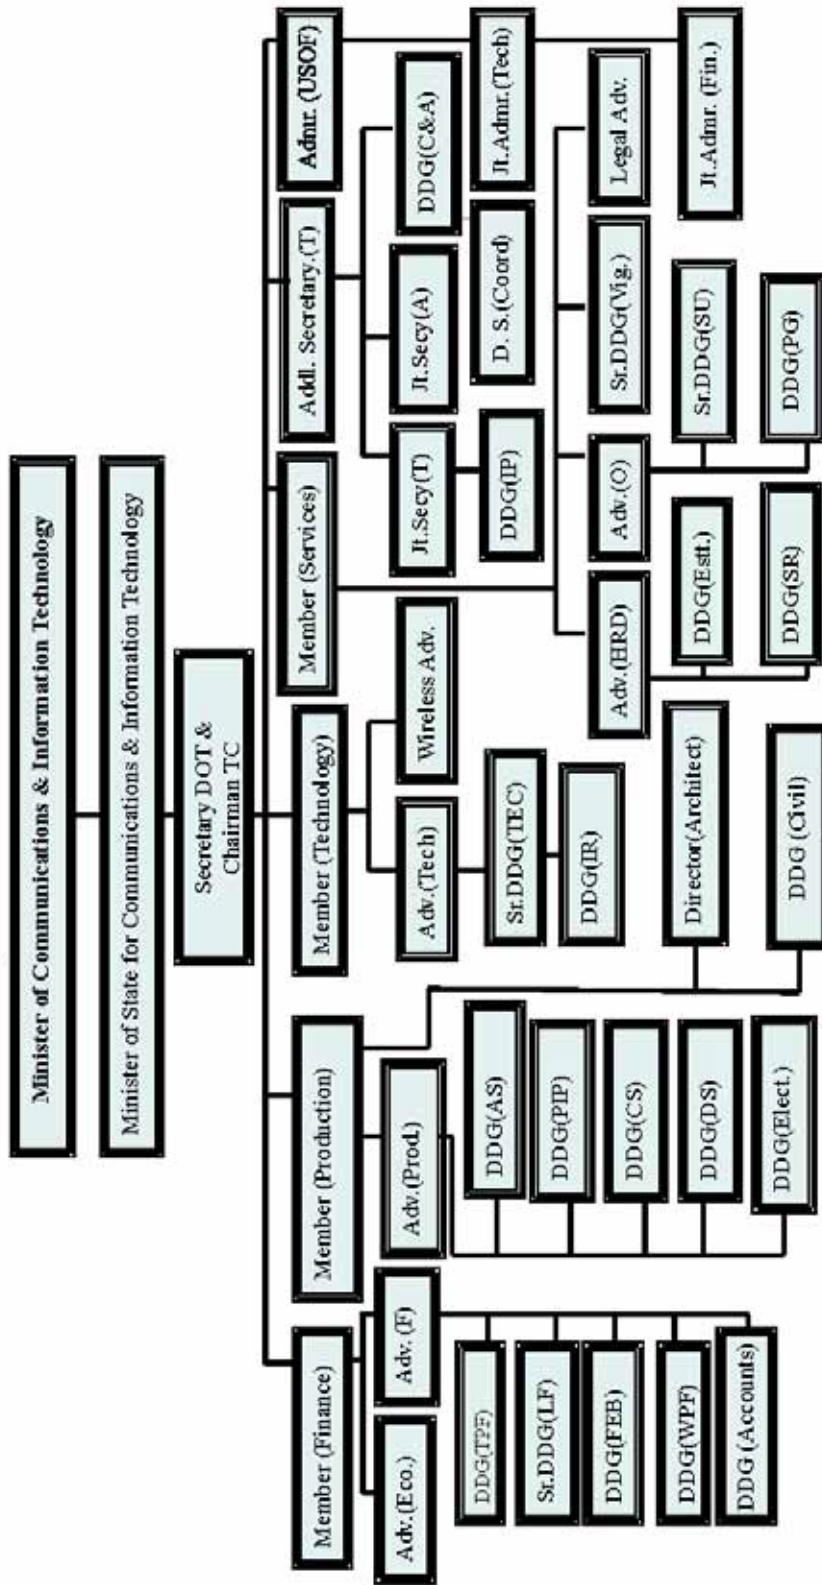 Minister of Communications & Information Technology
Minister of State for Communications & Information Technology
Secretary DOT &
Chairman TC
Member (Finance)
Member (Production)
Member (Technology)
Member (Services)
Addl. Secretary.(T)
Admr. (USOF)
Adv.(Eco.)
Adv. (F)
DDG(TPF)
Sr.DDG(LF)
DDG(FEB)
DDG(WPF)
DDG (Accounts)
Adv.(Prod.)
DDG(AS)
DDG(PIP)
DDG(CS)
DDG(DS)
DDG(Elect.)
Director(Architect)
DDG (Civil)
Adv.(Tech)
Wireless Adv.
Sr.DDG(TEC)
DDG(IR)
Adv.(HRD)
Adv.(O)
Sr.DDG(Vig.)
Legal Adv.
DDG(Estt.)
DDG(SR)
Sr.DDG(SU)
DDG(PG)
Jt.Secy(T)
Jt.Secy(A)
DDG(C&A)
DDG(IP)
D. S.(Coord)
Jt.Admr.(Tech)
Jt.Admr. (Fin.)